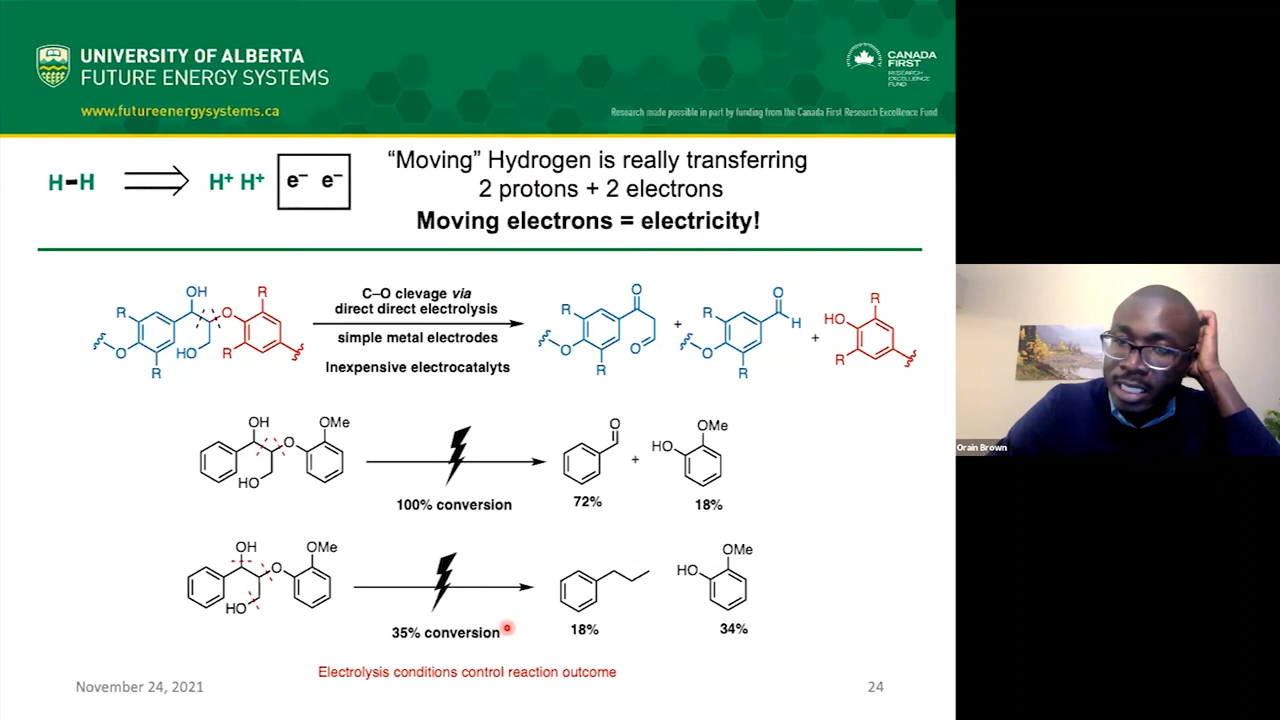 UNIVERSITY OF ALBERTA
FUTURE ENERGY SYSTEMS
www.futureenergysystems.ca
CANADA
FIRST
RESEARCH
EXCELLENCE
FUND
Research made possible in part by funding from the Canada First Research Excellence Fund
H-H
H+ H+
e– e–
“Moving” Hydrogen is really transferring
2 protons + 2 electrons
Moving electrons = electricity!
OH
R
R
O
HO
O
R
R
C–O clevage via
direct direct electrolysis
simple metal electrodes
Inexpensive electrocatalyts
O
R
O
O
R
+
O
R
H
O
R
+
R
HO
R
OH
OMe
O
HO
100% conversion
O
72%
+
OMe
HO
18%
OH
OMe
O
HO
35% conversion
18%
OMe
HO
34%
Electrolysis conditions control reaction outcome
November 24, 2021
24
Orain Brown